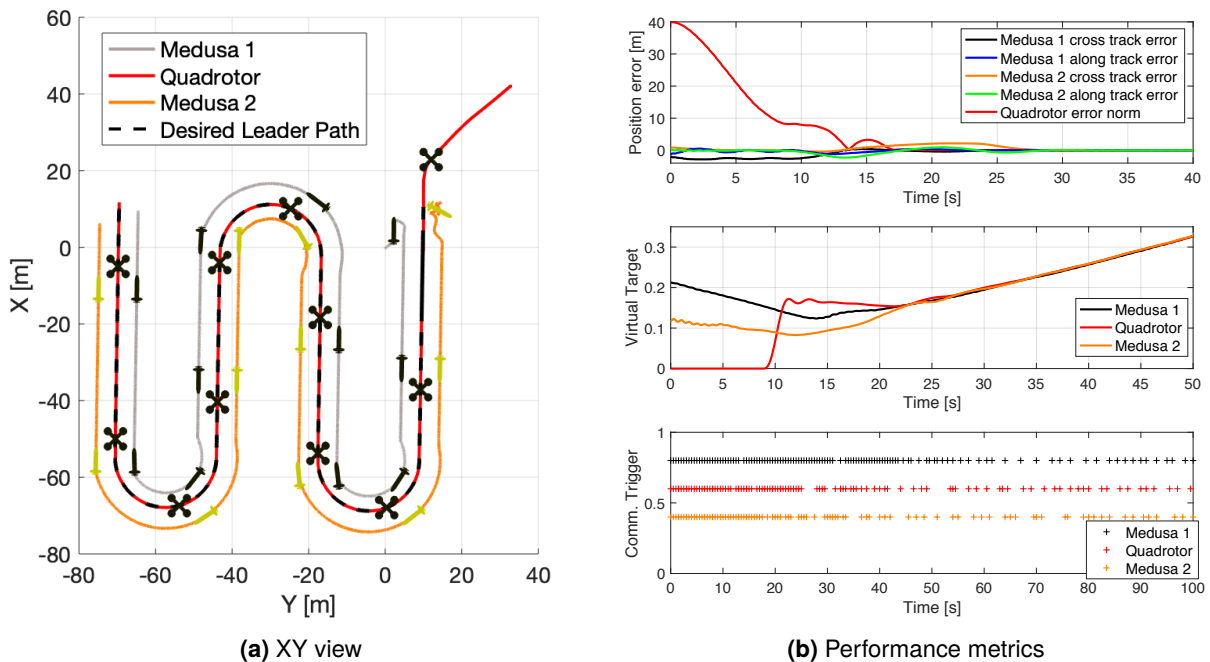 60
40
20
0
-20
-40
-60
-80
X [m]
Medusa 1
Quadrotor
Medusa 2
Desired Leader Path
-80 -60 -40 -20 0 20 40
Y [m]
(a) XY view
40
30
20
10
0
Position error [m]
Medusa 1 cross track error
Medusa 1 along track error
Medusa 2 cross track error
Medusa 2 along track error
Quadrotor error norm
0 5 10 15 20 25 30 35 40
Time [s]
0.3
0.2
0.1
0
Virtual Target
Medusa 1
Quadrotor
Medusa 2
0 5 10 15 20 25 30 35 40 45 50
Time [s]
1
0.5
0
Comm. Trigger
Medusa 1
Quadrotor
Medusa 2
0 10 20 30 40 50 60 70 80 90 100
Time [s]
(b) Performance metrics